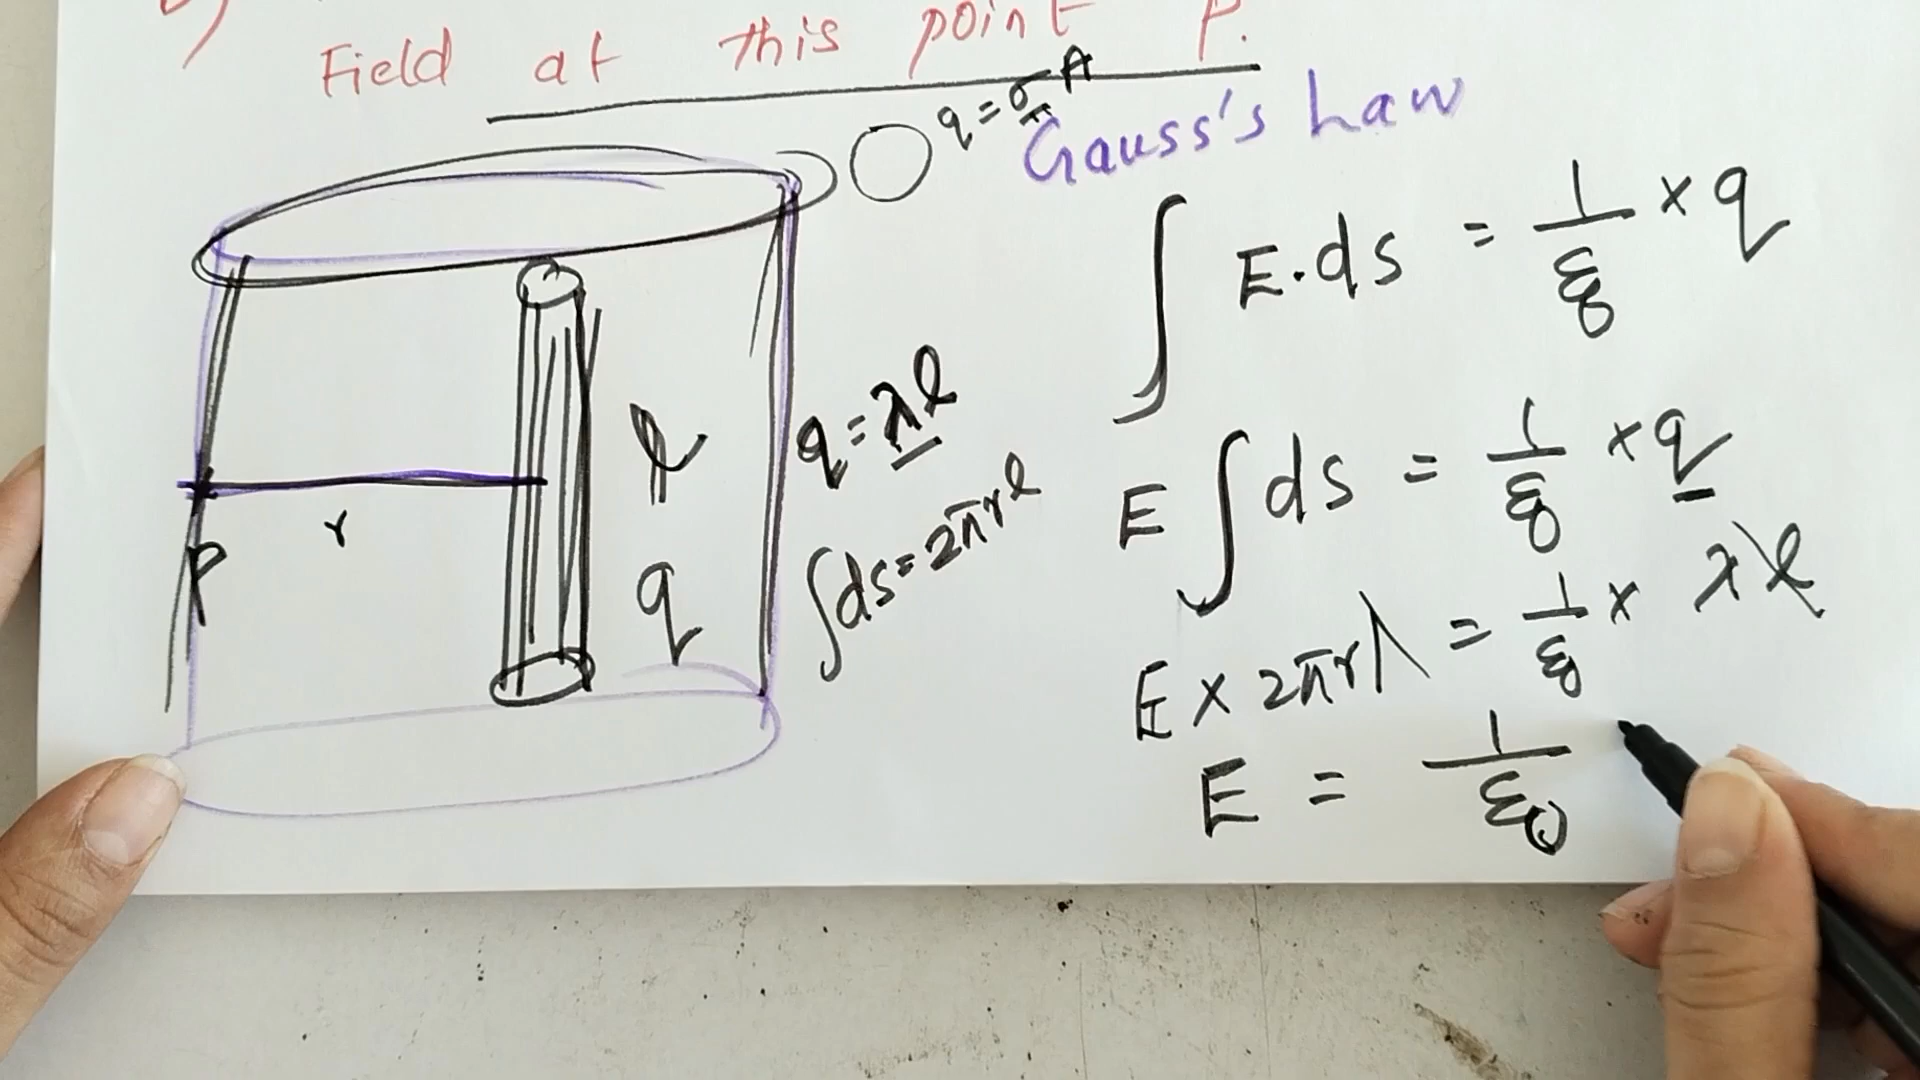 Field at this point P.
q = σA
Gauss's Law
∫ E.ds = 1/ε0 × q
E ∫ ds = 1/ε0 × q
E × 2πrl = 1/ε0 × λl
E = 1/ε0
r
P
l
q
q = λl
∫ds = 2πrl